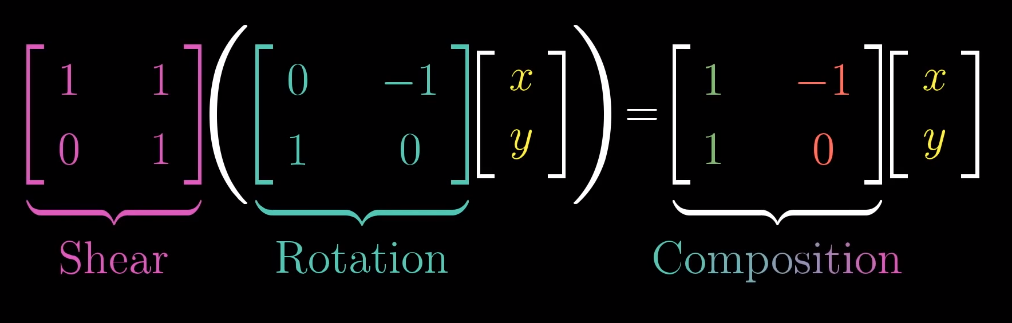 [1 1; 0 1] ([0 −1; 1 0] [x; y]) = [1 −1; 1 0] [x; y]
Shear Rotation Composition